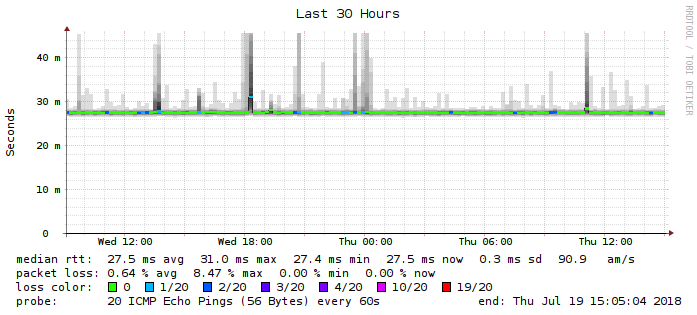 Last 30 Hours
RRDTOOL / TOBI OETIKER
Seconds
40 m
30 m
20 m
10 m
0
Wed 12:00 Wed 18:00 Thu 00:00 Thu 06:00 Thu 12:00
median rtt: 27.5 ms avg 31.0 ms max 27.4 ms min 27.5 ms now 0.3 ms sd 90.9 am/s
packet loss: 0.64 % avg 8.47 % max 0.00 % min 0.00 % now
loss color: 0 1/20 2/20 3/20 4/20 10/20 19/20
probe: 20 ICMP Echo Pings (56 Bytes) every 60s end: Thu Jul 19 15:05:04 2018